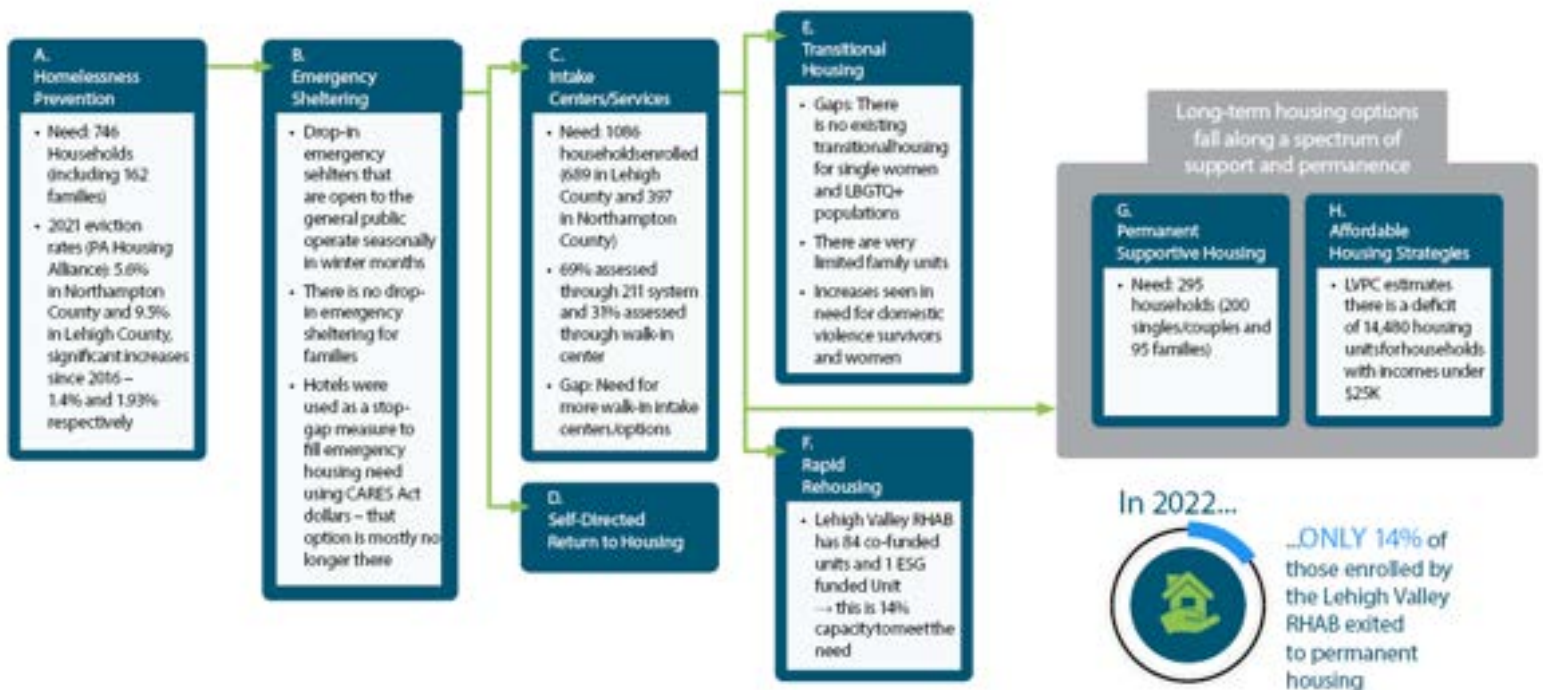 A.
Homelessness
Prevention
• Need: 746
Households
(including 162
families)
• 2021 eviction
rates (PA Housing
Alliance): 5.6%
in Northampton
County and 9.5%
in Lehigh County,
significant increases
since 2016 –
1.4% and 1.93%
respectively
B.
Emergency
Sheltering
• Drop-in
emergency
sehlters that
are open to the
general public
operate seasonally
in winter months
• There is no drop-
in emergency
sheltering for
families
• Hotels were
used as a stop-
gap measure to
fill emergency
housing need
using CARES Act
dollars – that
option is mostly no
longer there
C.
Intake
Centers/Services
• Need: 1086
householdsenrolled
(689 in Lehigh
County and 397
in Northampton
County)
• 69% assessed
through 211 system
and 31% assessed
through walk-in
center
• Gap: Need for
more walk-in intake
centers/options
D.
Self-Directed
Return to Housing
E.
Transitional
Housing
• Gaps: There
is no existing
transitionalhousing
for single women
and LBGTQ+
populations
• There are very
limited family units
• Increases seen in
need for domestic
violence survivors
and women
F.
Rapid
Rehousing
• Lehigh Valley RHAB
has 84 co-funded
units and 1 ESG
funded Unit
→ this is 14%
capacitytomeetthe
need
Long-term housing options
fall along a spectrum of
support and permanence
G.
Permanent
Supportive Housing
• Need: 295
households (200
singles/couples and
95 families)
H.
Affordable
Housing Strategies
• LVPC estimates
there is a deficit
of 14,480 housing
unitsforhouseholds
with incomes under
$25K
In 2022...
...ONLY 14% of
those enrolled by
the Lehigh Valley
RHAB exited
to permanent
housing